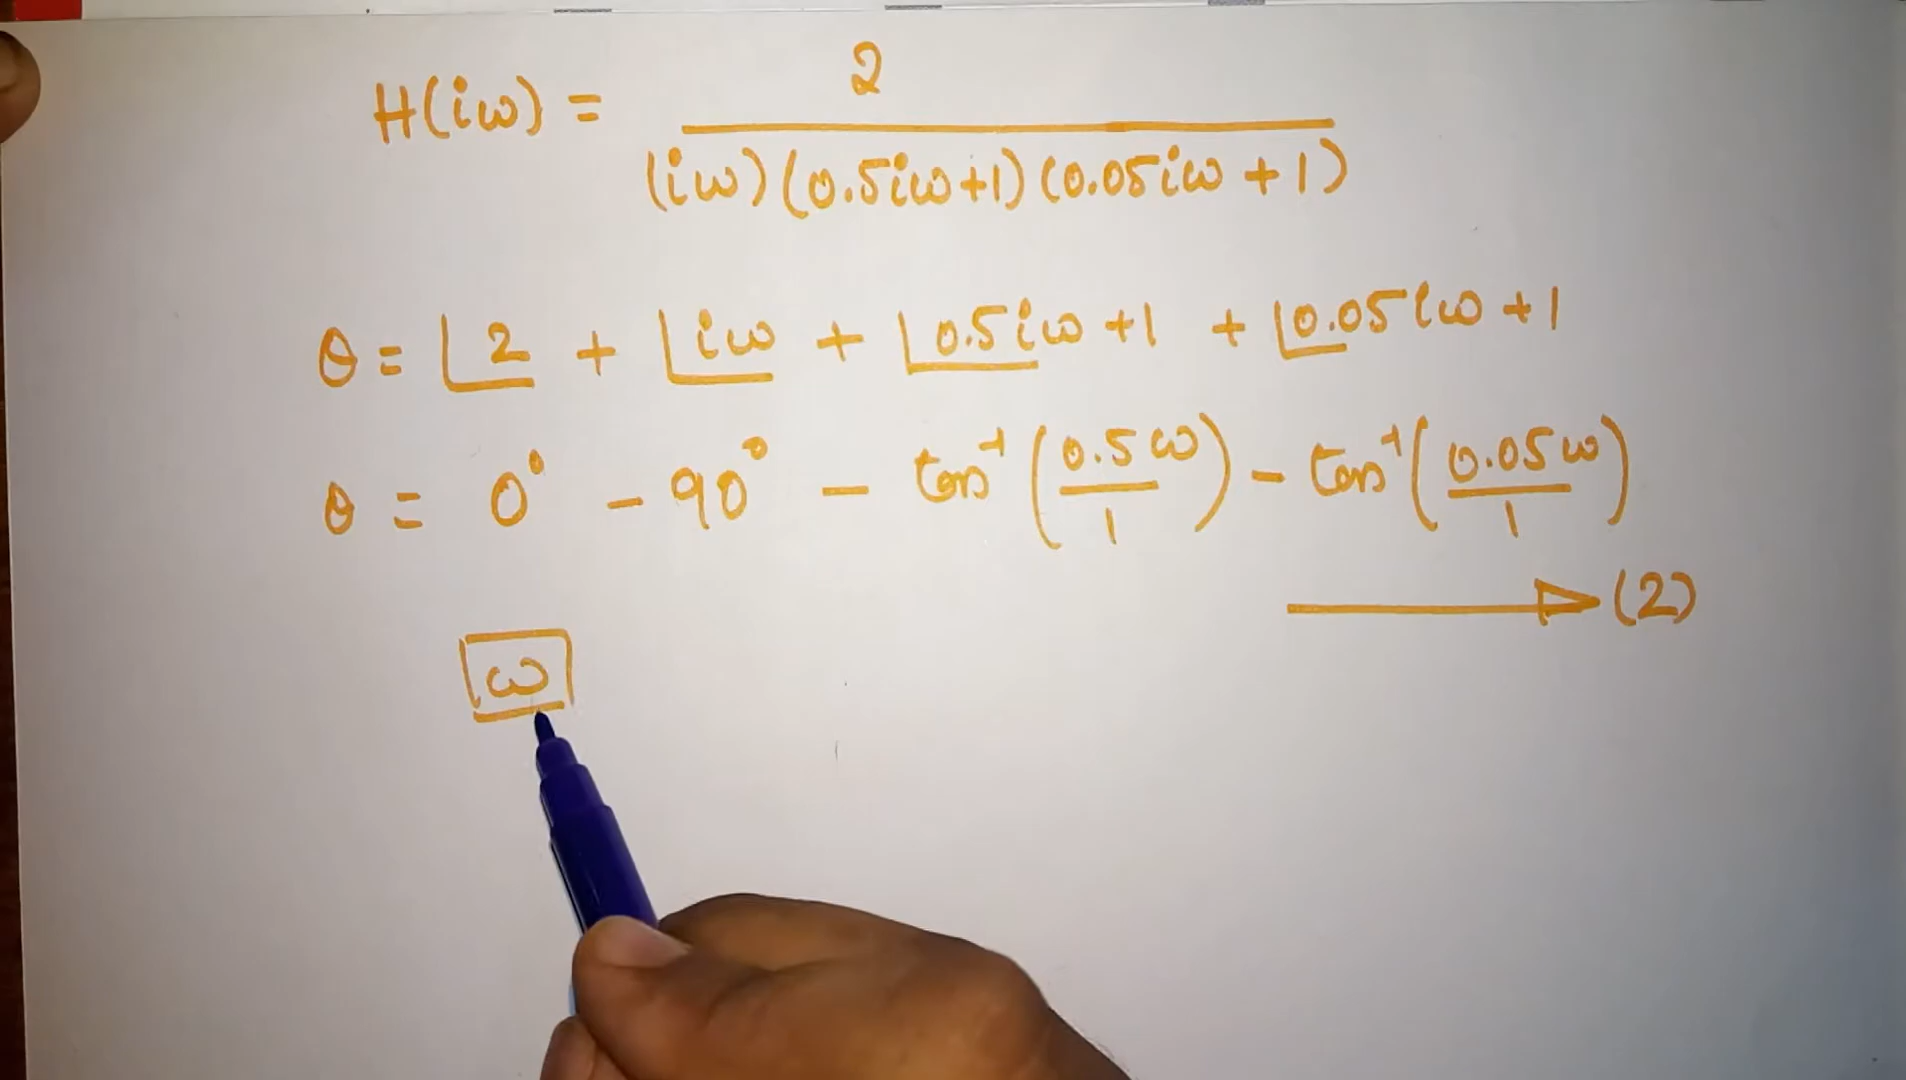 H(iω) = 2 / (iω)(0.5iω+1)(0.05iω+1)
θ = ∠2 + ∠iω + ∠0.5iω+1 + ∠0.05iω+1
θ = 0° - 90° - tan⁻¹(0.5ω/1) - tan⁻¹(0.05ω/1)
(2)
ω